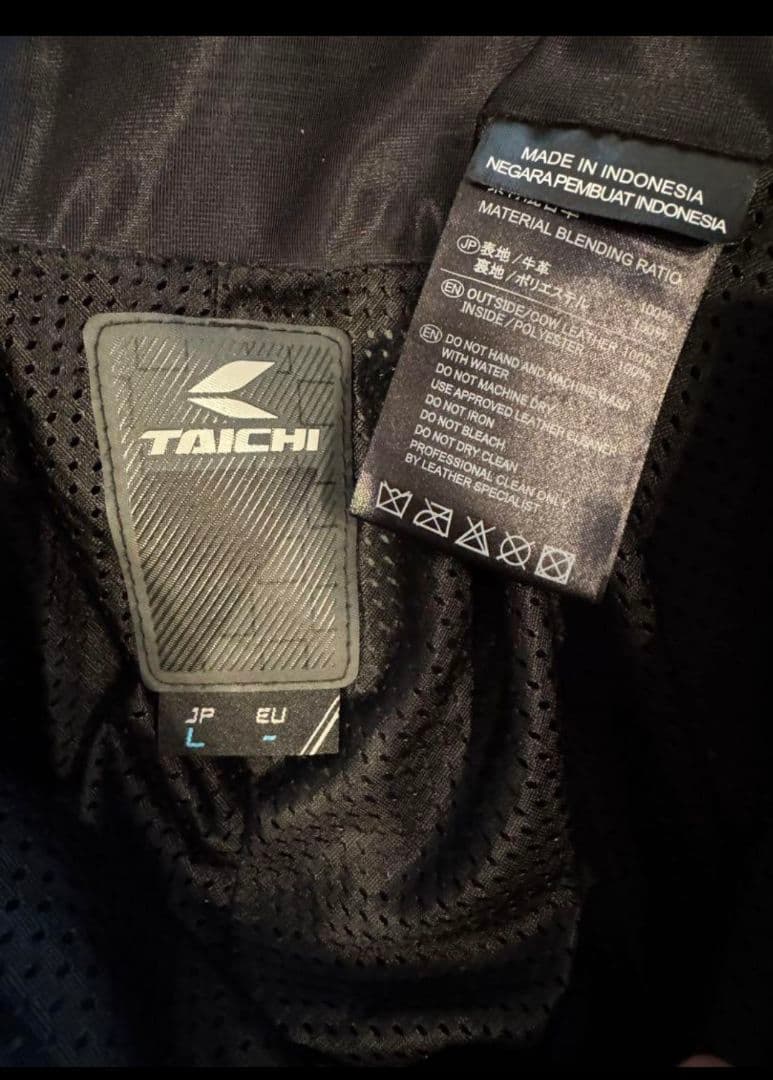 TAICHI
JP EU
L -
MADE IN INDONESIA
NEGARA PEMBUAT INDONESIA
MATERIAL BLENDING RATIO
JP 表地/牛革 100%
裏地/ポリエステル 100%
EN OUTSIDE/COW LEATHER 100%
INSIDE/POLYESTER 100%
EN DO NOT HAND AND MACHINE WASH
WITH WATER
DO NOT MACHINE DRY
USE APPROVED LEATHER CLEANER
DO NOT IRON
DO NOT BLEACH
DO NOT DRY CLEAN
PROFESSIONAL CLEAN ONLY
BY LEATHER SPECIALIST